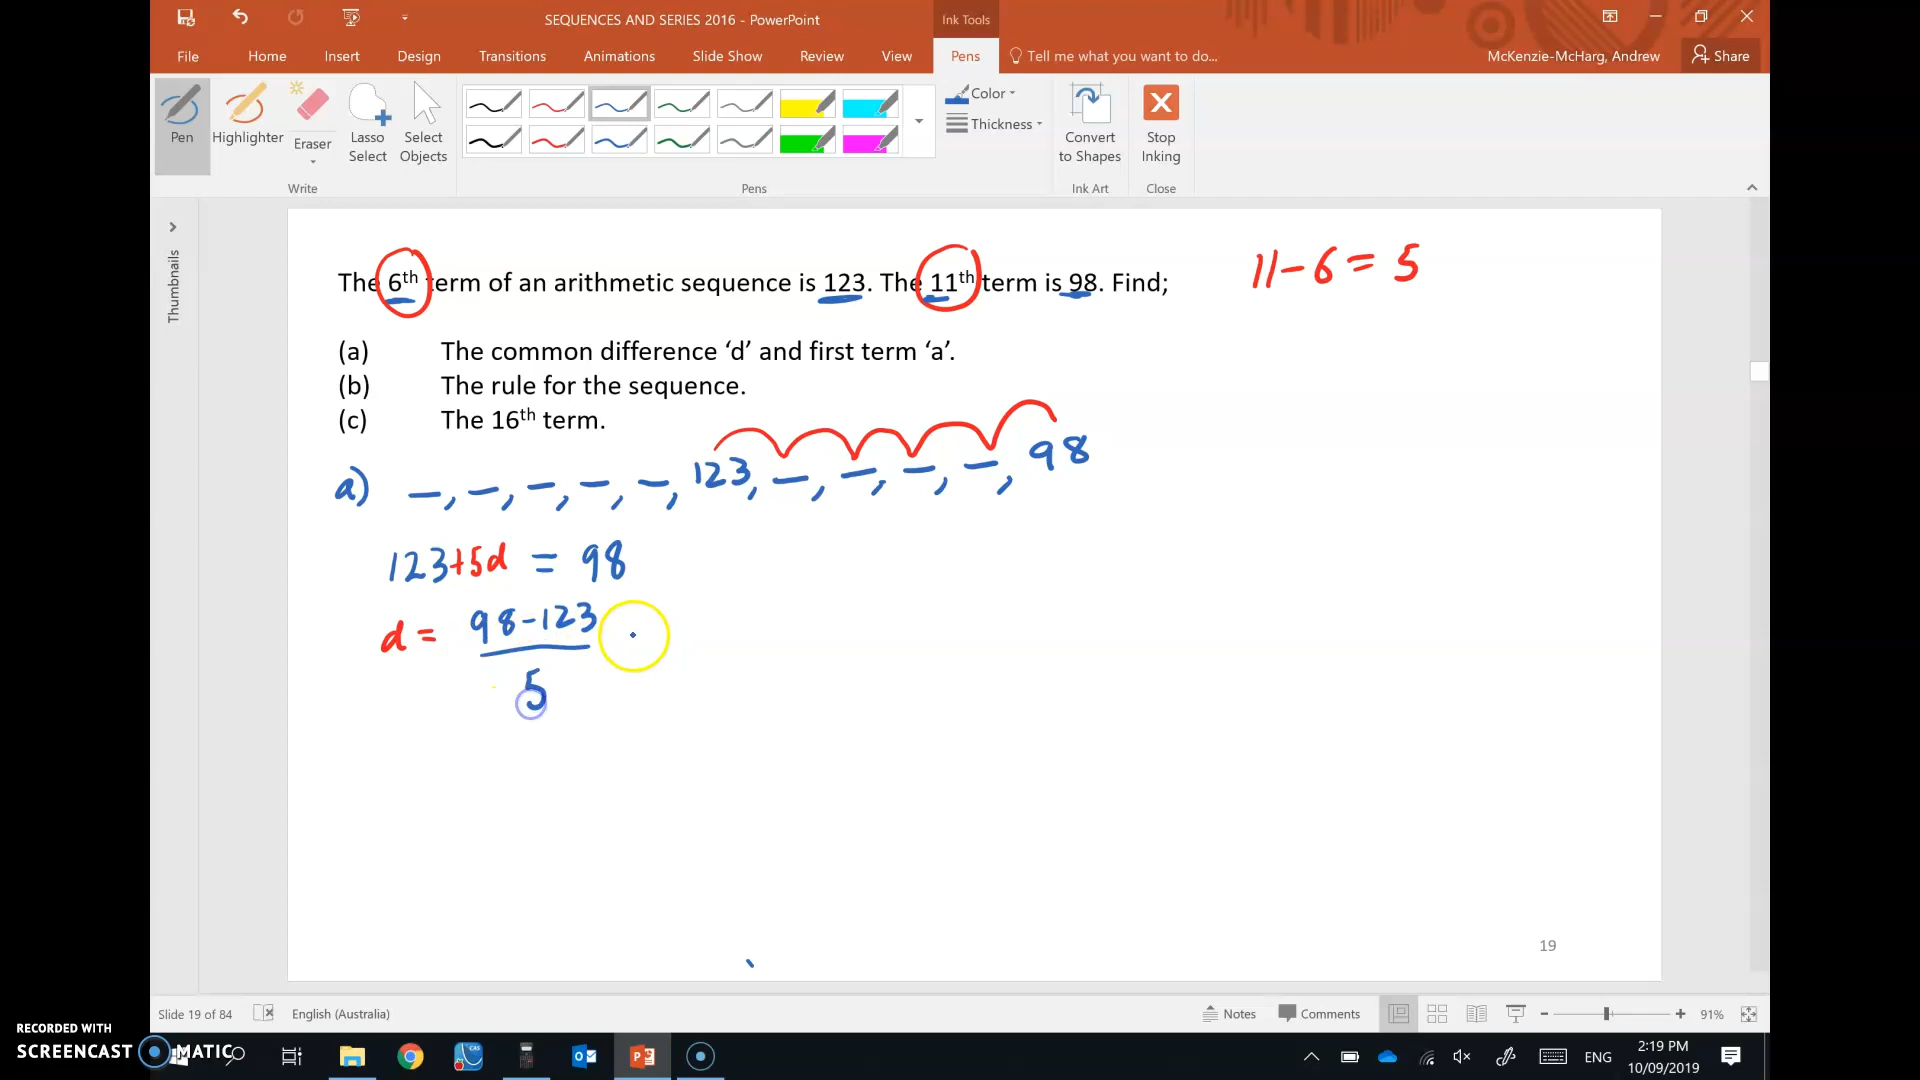 SEQUENCES AND SERIES 2016 - PowerPoint
Ink Tools
File Home Insert Design Transitions Animations Slide Show Review View Pens Tell me what you want to do... McKenzie-McHarg, Andrew Share
Pen Highlighter Eraser Lasso Select Select Objects
Color
Thickness
Convert to Shapes
Stop Inking
Write Pens Ink Art Close
Thumbnails
The 6th term of an arithmetic sequence is 123. The 11th term is 98. Find;
11-6= 5
(a) The common difference ‘d’ and first term ‘a’.
(b) The rule for the sequence.
(c) The 16th term.
a) _, _, _, _, _, 123, _, _, _, _, 98
123+5d = 98
d= 98-123
5
19
Slide 19 of 84 English (Australia) Notes Comments 91%
RECORDED WITH
SCREENCAST MATIC
CAS
ENG
2:19 PM
10/09/2019